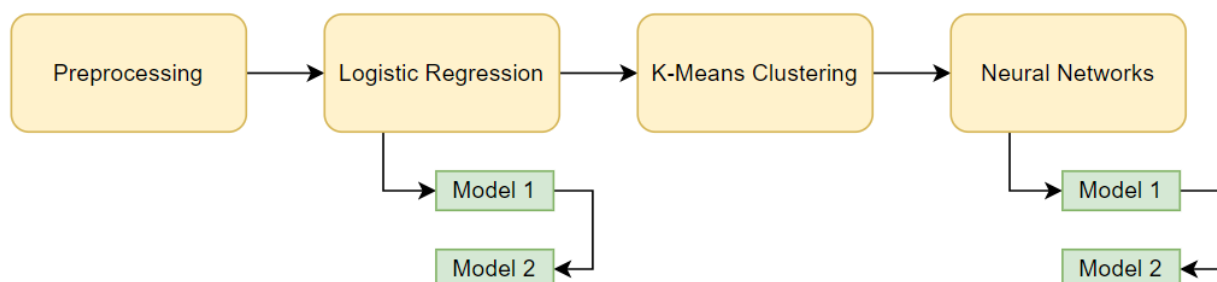 Preprocessing
Logistic Regression
K-Means Clustering
Neural Networks
Model 1
Model 1
Model 2
Model 2